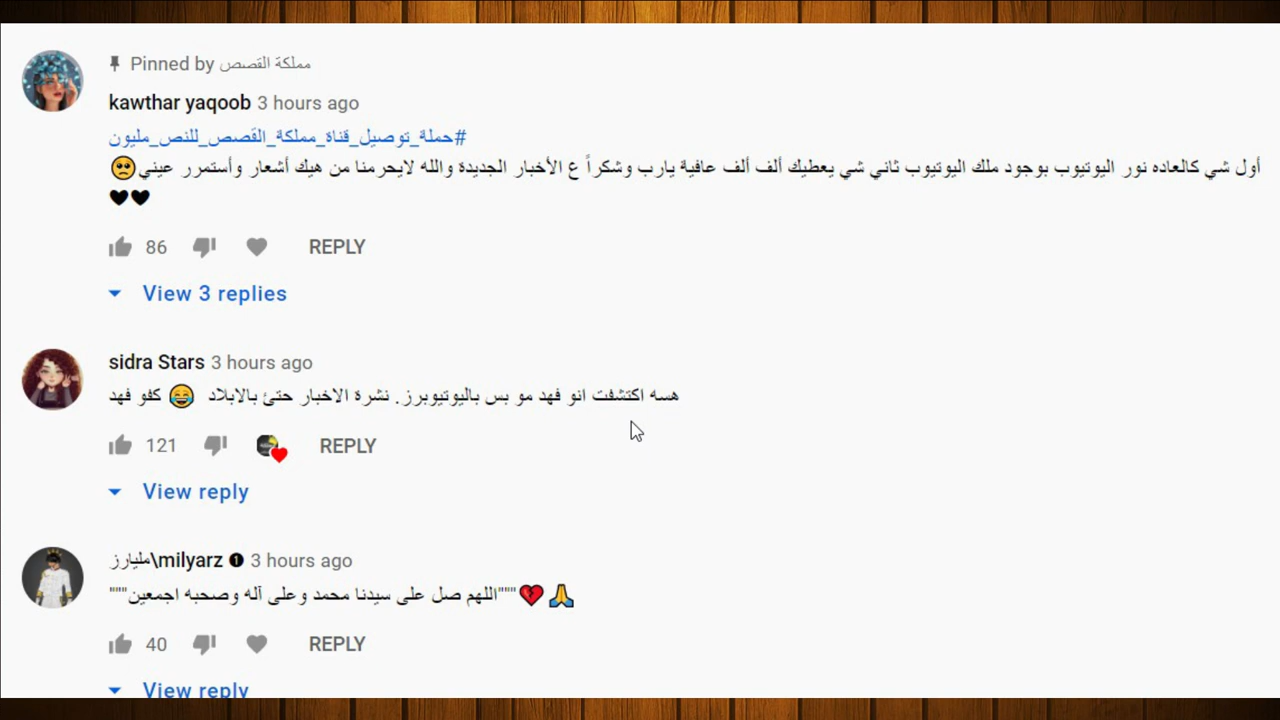 Pinned by مملكة القصص
kawthar yaqoob 3 hours ago
#حملة_توصيل_قناة_مملكة_القصص_للنص_مليون
أول شي كالعاده نور اليوتيوب بوجود ملك اليوتيوب ثاني شي يعطيك ألف ألف عافية يارب وشكراً ع الأخبار الجديدة والله لايحرمنا من هيك أشعار وأستمرر عيني🥺
🖤🖤
86 REPLY
View 3 replies
sidra Stars 3 hours ago
هسه اكتشفت انو فهد مو بس باليوتيوبرز. نشرة الاخبار حتئ بالابلاد 😂 كفو فهد
121 REPLY
View reply
مليارز\milyarz ❶ 3 hours ago
"""اللهم صل على سيدنا محمد وعلى آله وصحبه اجمعين"""💔🙏
40 REPLY
View reply